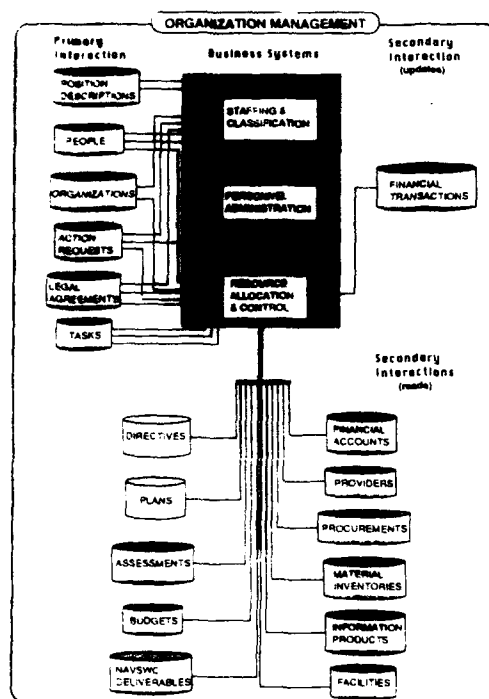 ORGANIZATION MANAGEMENT
Primary
Interaction
Business Systems
Secondary
Interaction
(updates)
POSITION
DESCRIPTIONS
PEOPLE
ORGANIZATIONS
ACTION
REQUESTS
LEGAL
AGREEMENTS
TASKS
STAFFING &
CLASSIFICATION
PERSONNEL
ADMINISTRATION
RESOURCE
ALLOCATION
& CONTROL
FINANCIAL
TRANSACTIONS
Secondary
Interactions
(reads)
DIRECTIVES
PLANS
ASSESSMENTS
BUDGETS
NAVSWC
DELIVERABLES
FINANCIAL
ACCOUNTS
PROVIDERS
PROCUREMENTS
MATERIAL
INVENTORIES
INFORMATION
PRODUCTS
FACILITIES